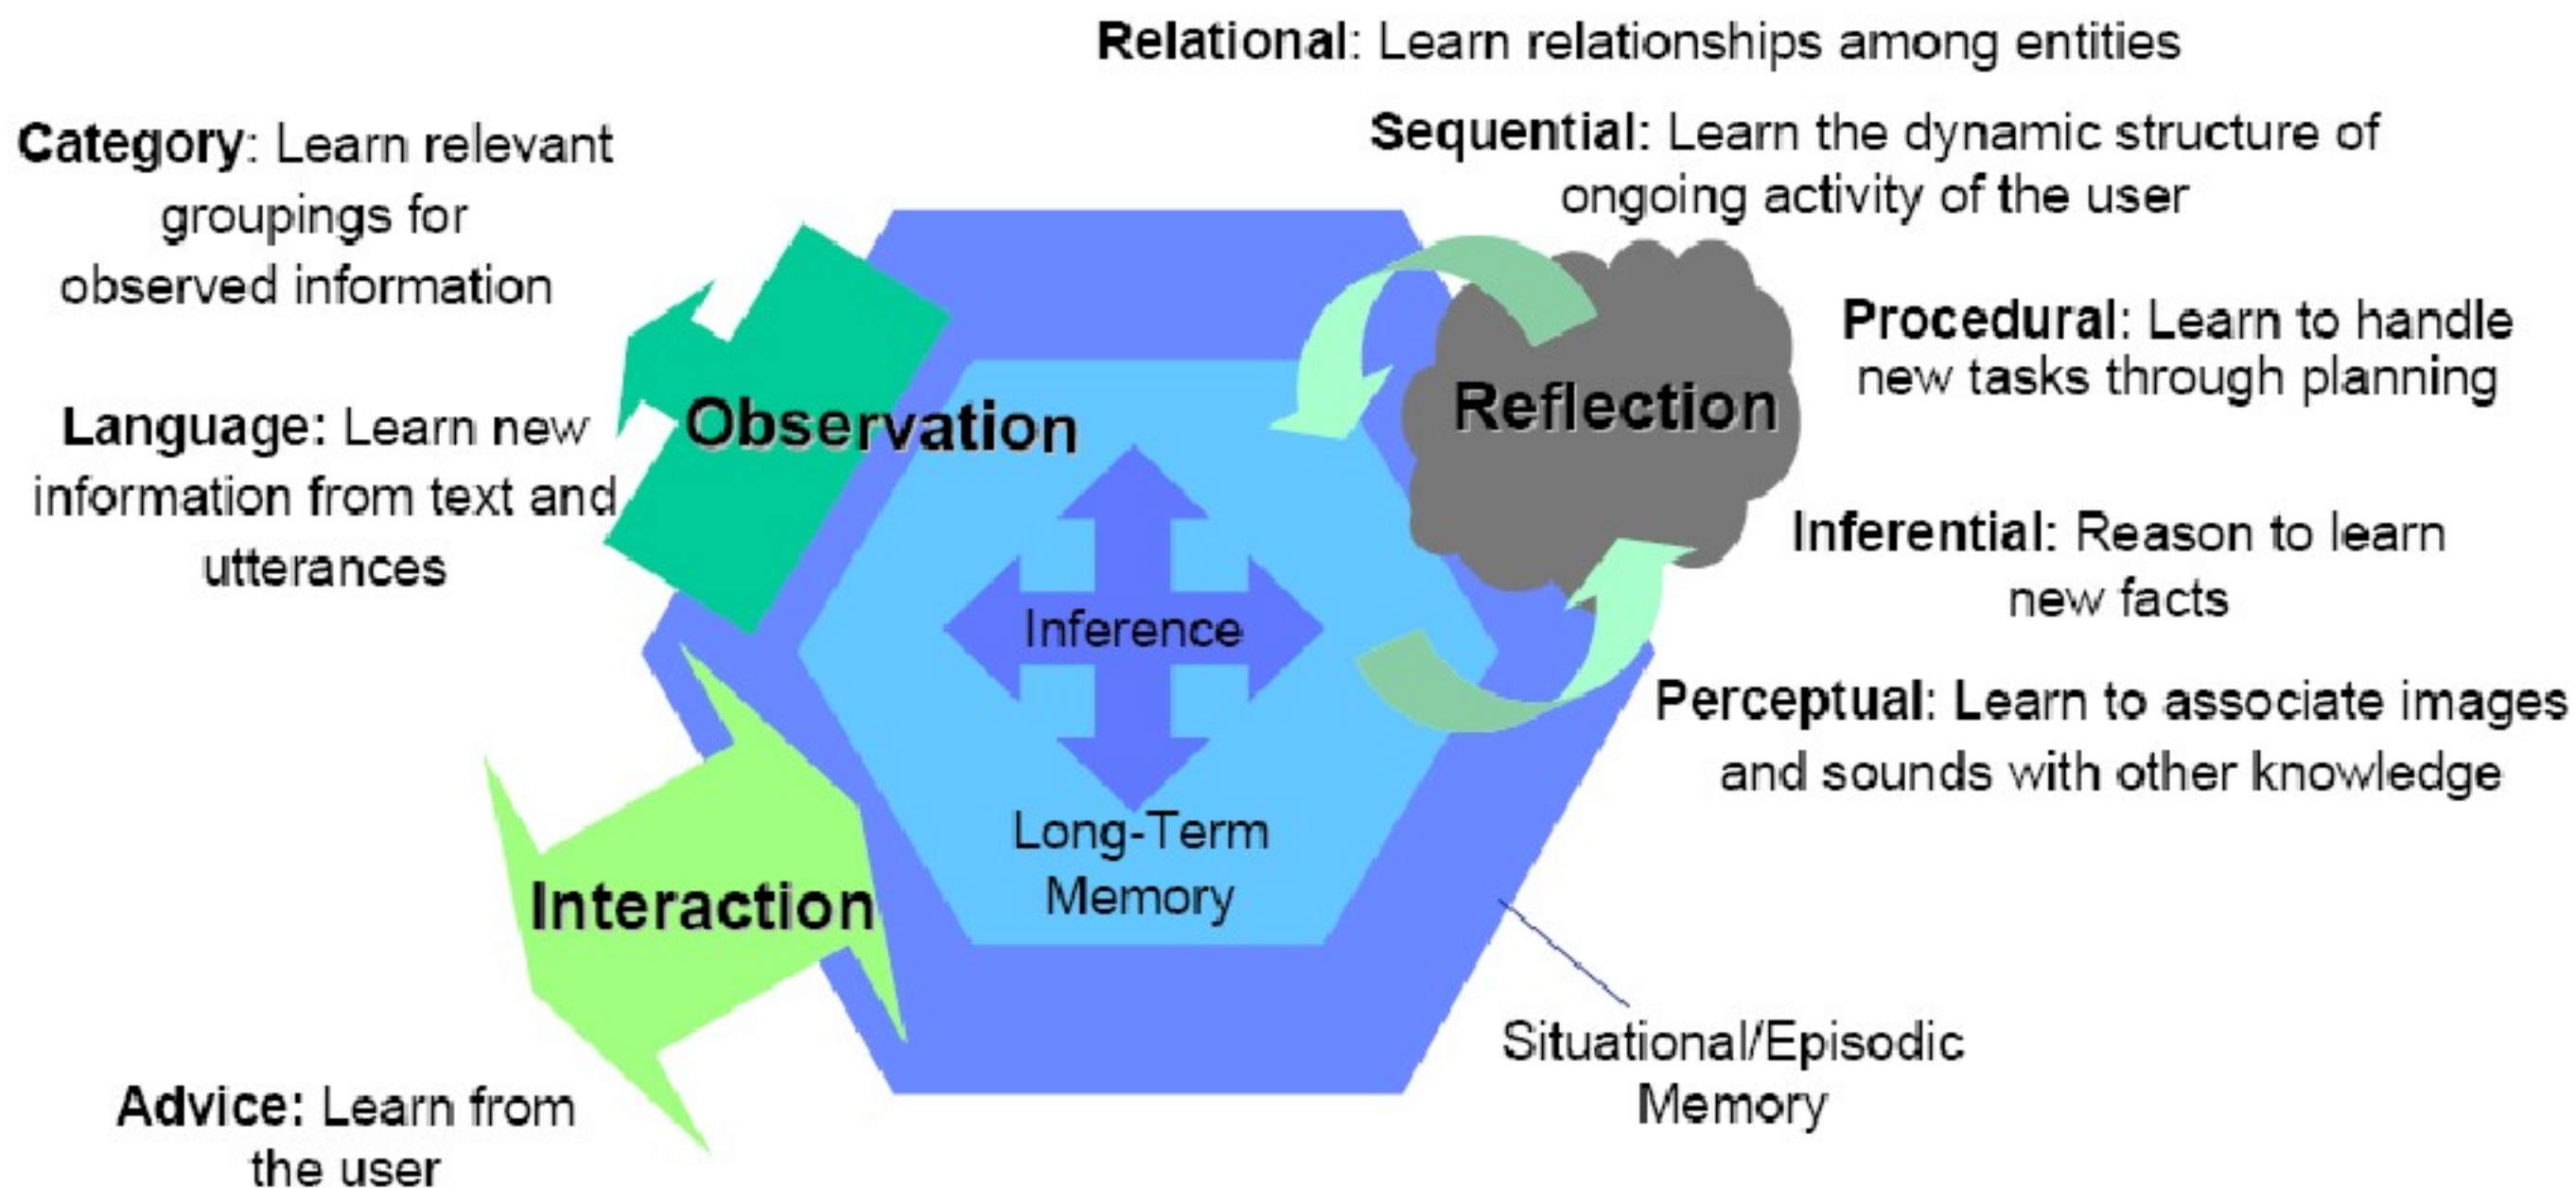 Relational: Learn relationships among entities
Sequential: Learn the dynamic structure of
ongoing activity of the user
Category: Learn relevant
groupings for
observed information
Procedural: Learn to handle
new tasks through planning
Language: Learn new
information from text and
utterances
Observation
Reflection
Inferential: Reason to learn
new facts
Inference
Perceptual: Learn to associate images
and sounds with other knowledge
Long-Term
Memory
Interaction
Situational/Episodic
Memory
Advice: Learn from
the user